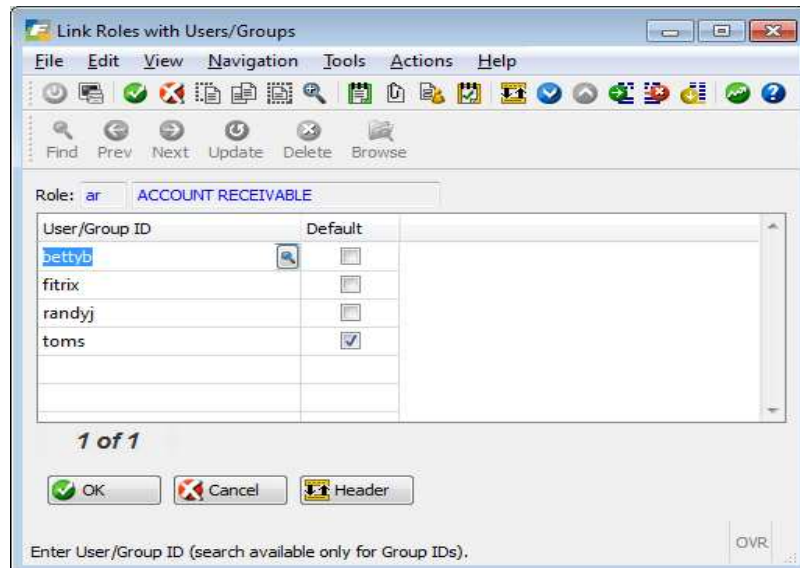 Link Roles with Users/Groups
File Edit View Navigation Tools Actions Help
Find Prev Next Update Delete Browse
Role: ar ACCOUNT RECEIVABLE
User/Group ID Default
bettyb
fitrix
randyj
toms
1 of 1
OK Cancel Header
Enter User/Group ID (search available only for Group IDs). OVR